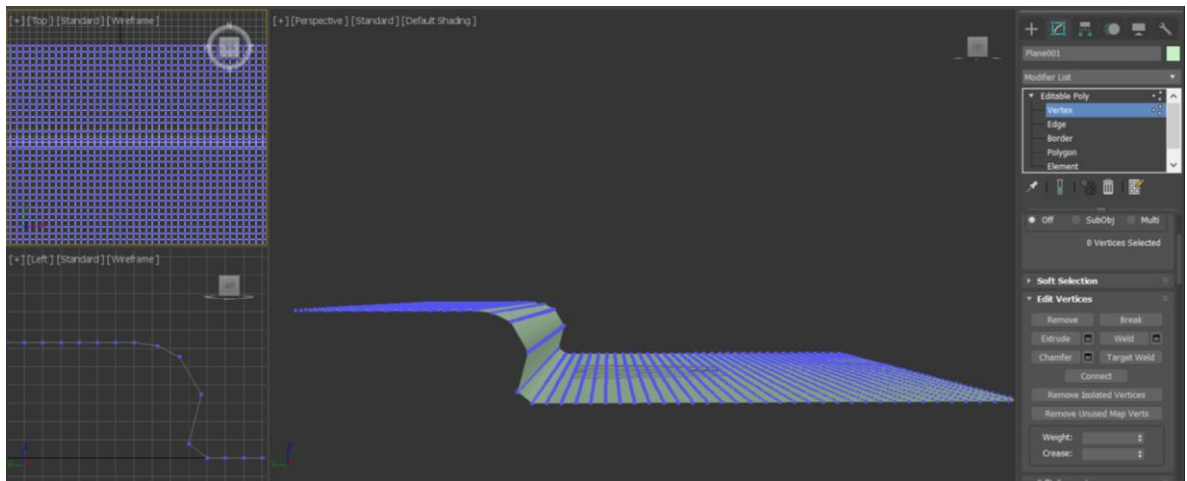 [+] [Top ] [Standard ] [Wireframe ]
[+] [Perspective ] [Standard ] [Default Shading ]
[+] [Left ] [Standard ] [Wireframe ]
Plane001
Modifier List
Editable Poly
Vertex
Edge
Border
Polygon
Element
Off SubObj Multi
0 Vertices Selected
Soft Selection
Edit Vertices
Remove Break
Extrude Weld
Chamfer Target Weld
Connect
Remove Isolated Vertices
Remove Unused Map Verts
Weight:
Crease: